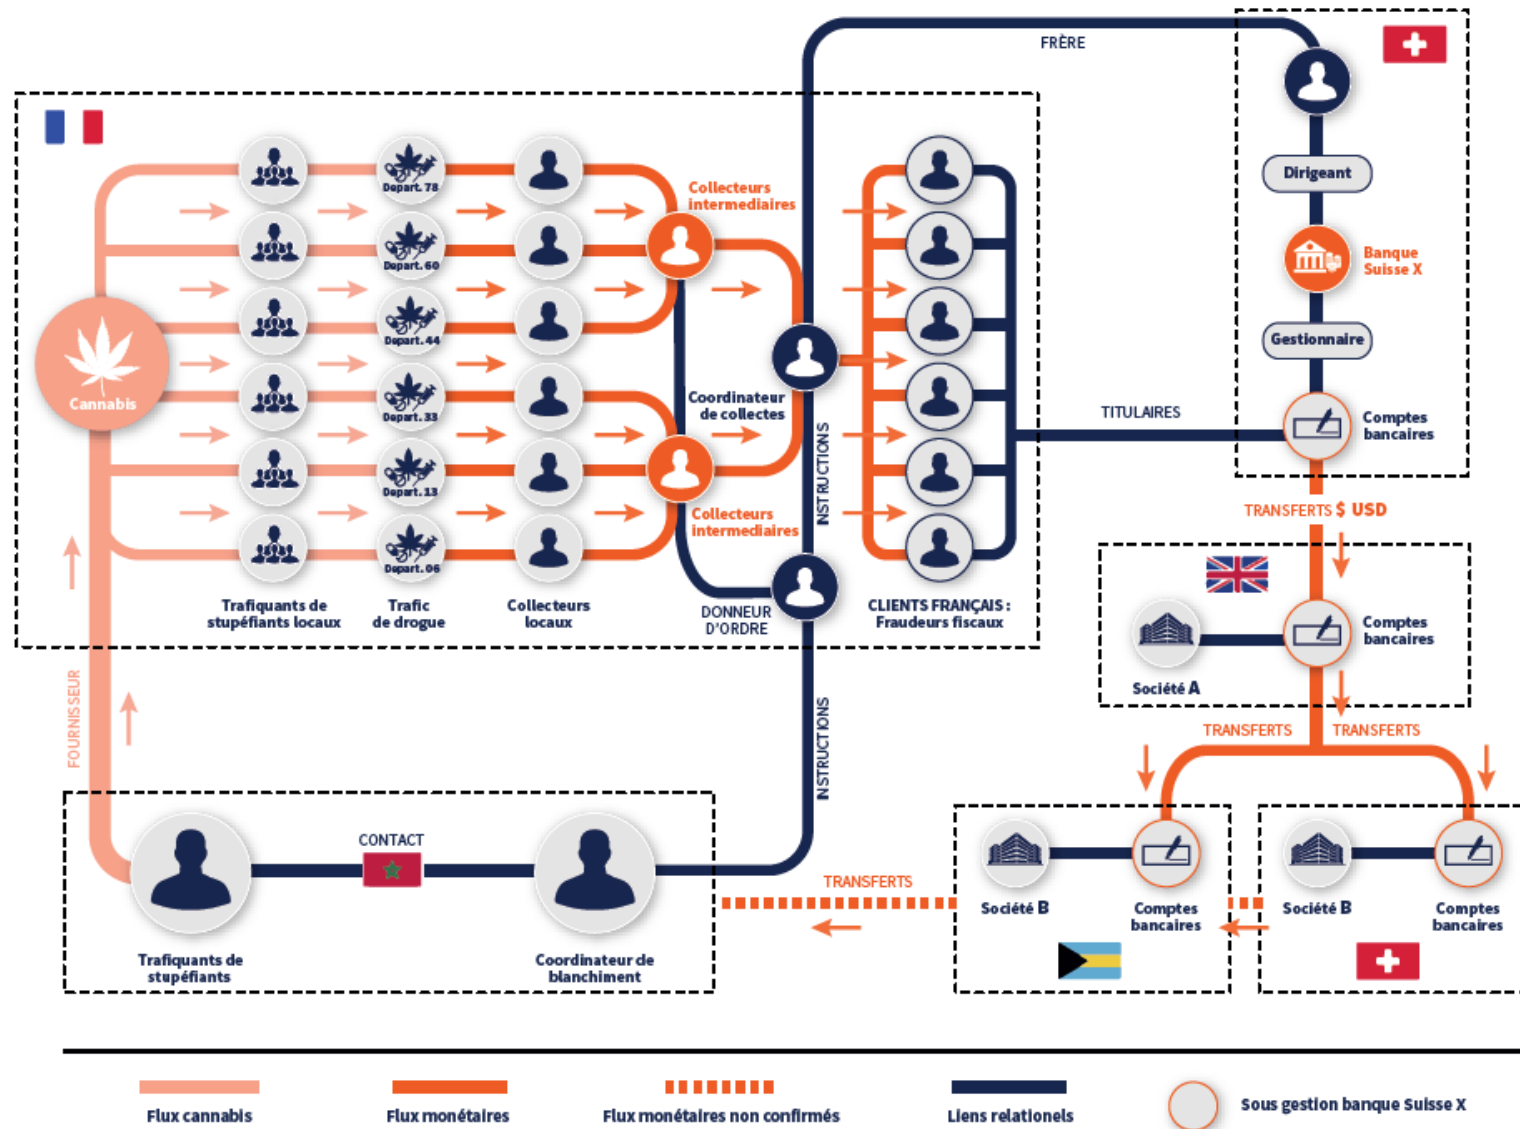 FRÈRE
Depart. 78
Collecteurs
intermediaires
Dirigeant
Depart. 60
Banque
Suisse X
Depart. 44
Gestionnaire
Cannabis
Coordinateur
de collectes
Depart. 33
TITULAIRES
Comptes
bancaires
INSTRUCTIONS
Depart. 13
Collecteurs
intermediaires
TRANSFERTS $ USD
Depart. 06
Trafiquants de
stupéfiants locaux
Trafic
de drogue
Collecteurs
locaux
DONNEUR
D'ORDRE
CLIENTS FRANÇAIS :
Fraudeurs fiscaux
Comptes
bancaires
Société A
FOURNISSEUR
INSTRUCTIONS
TRANSFERTS
TRANSFERTS
CONTACT
TRANSFERTS
Société B
Comptes
bancaires
Société B
Comptes
bancaires
Trafiquants de
stupéfiants
Coordinateur de
blanchiment
Flux cannabis
Flux monétaires
Flux monétaires non confirmés
Liens relationels
Sous gestion banque Suisse X